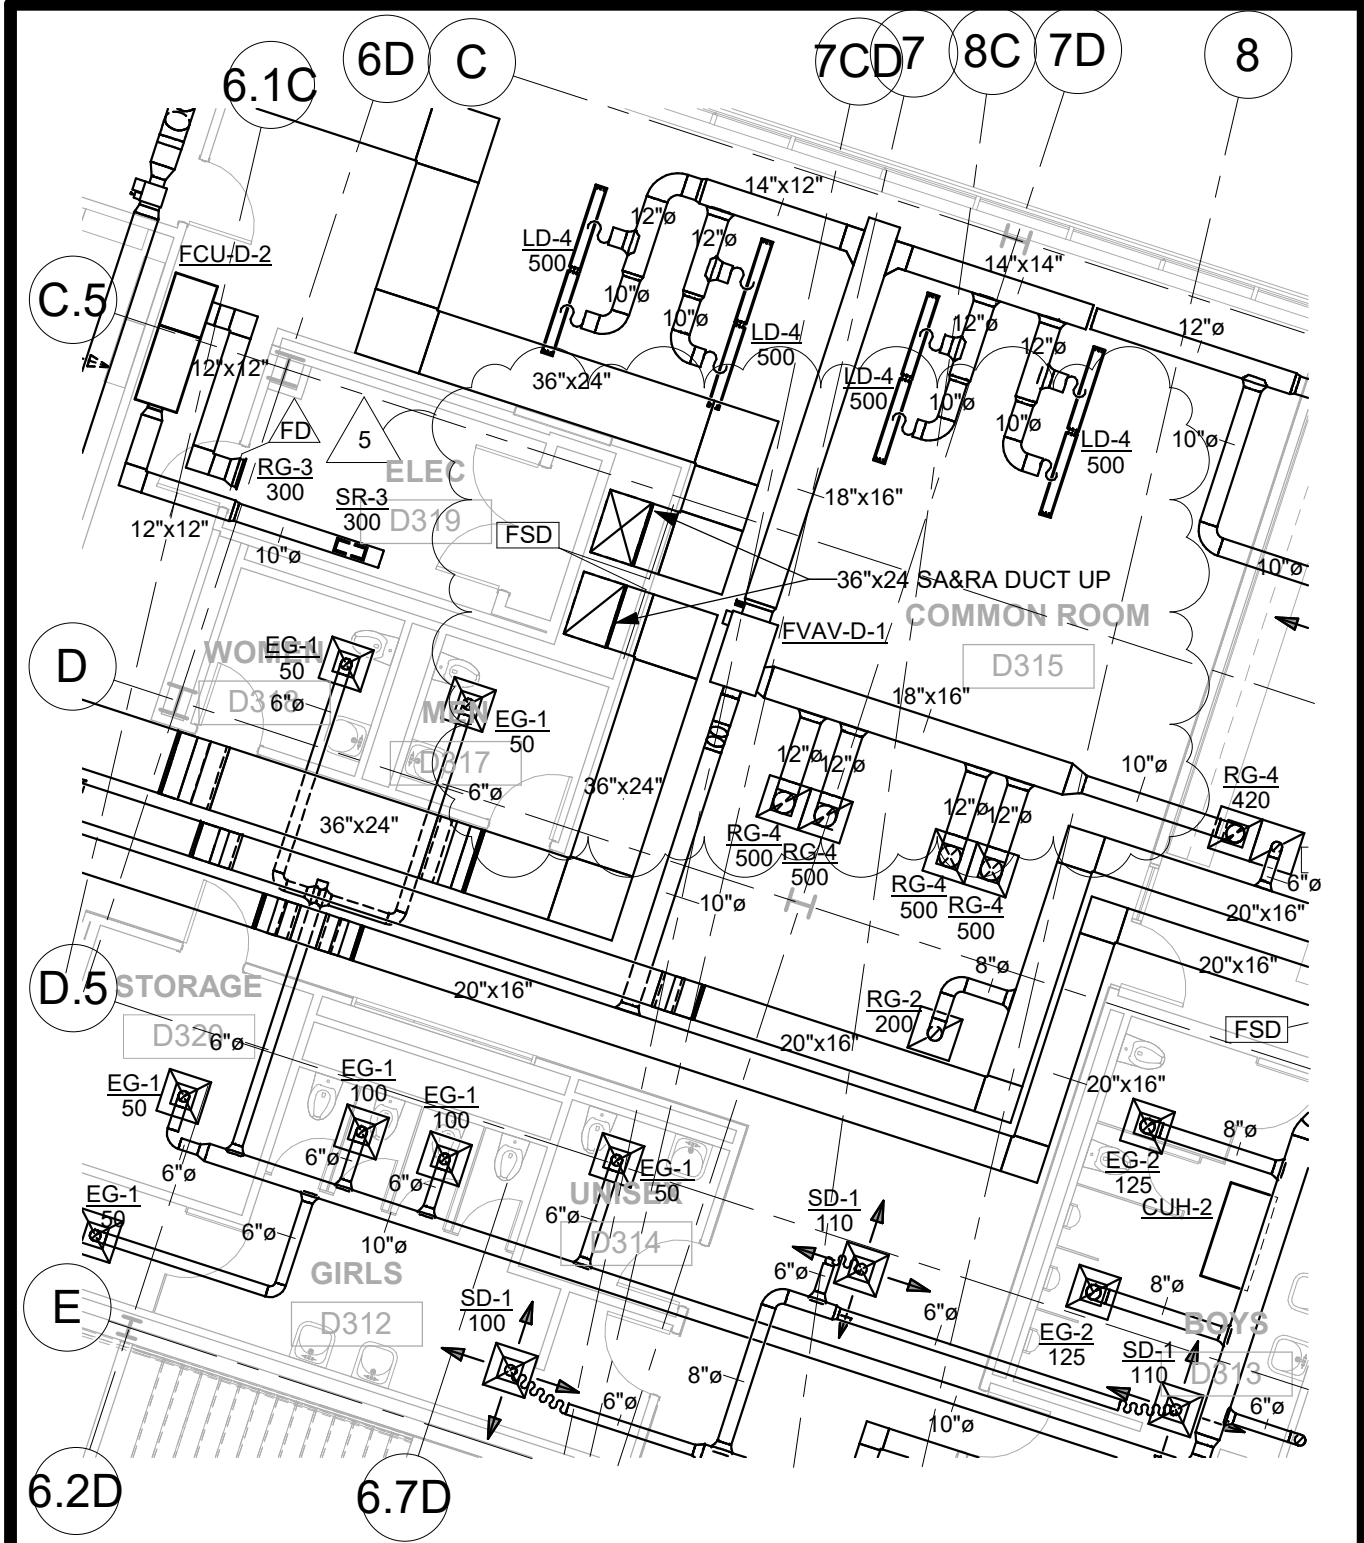 6.1C
6D
C
7CD
7
8C
7D
8
14"x12"
12"ø
12"ø
LD-4
500
10"ø
10"ø
LD-4
500
14"x14"
12"ø
12"ø
12"ø
FCU-D-2
C.5
12"x12"
36"x24"
LD-4
500
10"ø
10"ø
LD-4
500
10"ø
FD
5
RG-3
300
ELEC
D319
SR-3
300
18"x16"
12"x12"
10"ø
FSD
10"ø
36"x24 SA&RA DUCT UP
COMMON ROOM
D315
FVAV-D-1
WOMEN
D318
EG-1
50
6"ø
D
MEN
D317
EG-1
50
6"ø
18"x16"
12"ø
12"ø
10"ø
RG-4
420
36"x24"
36"x24"
12"ø
12"ø
RG-4
500
RG-4
500
RG-4
500
RG-4
500
6"ø
10"ø
20"x16"
D.5
STORAGE
D320
20"x16"
8"ø
20"x16"
RG-2
200
20"x16"
FSD
6"ø
EG-1
50
EG-1
100
EG-1
100
20"x16"
6"ø
6"ø
6"ø
EG-1
50
EG-2
125
8"ø
EG-1
50
6"ø
10"ø
UNISEX
D314
6"ø
SD-1
110
CUH-2
GIRLS
D312
6"ø
8"ø
E
SD-1
100
6"ø
EG-2
125
BOYS
D313
SD-1
110
8"ø
6"ø
10"ø
6"ø
6.2D
6.7D